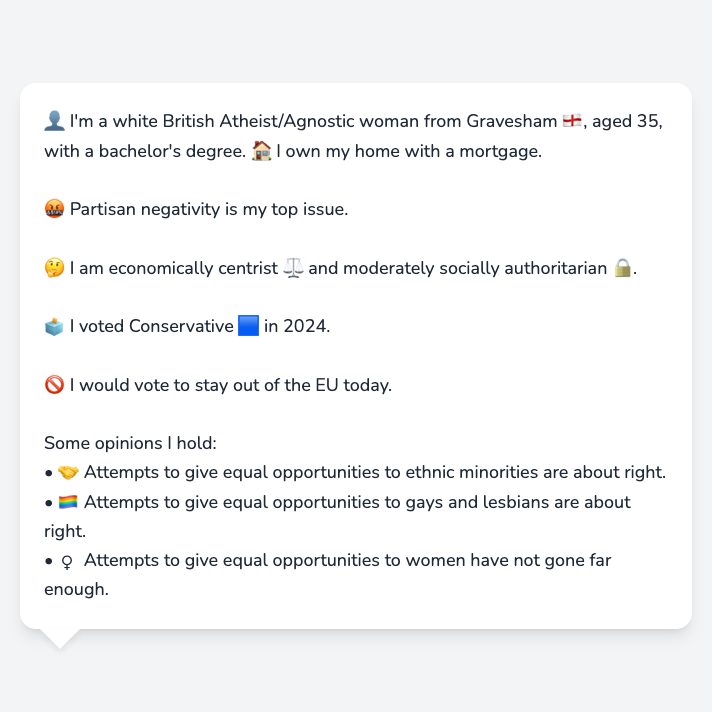 👤 I'm a white British Atheist/Agnostic woman from Gravesham 🏴󠁧󠁢󠁥󠁮󠁧󠁿, aged 35,
with a bachelor's degree. 🏠 I own my home with a mortgage.
🤬 Partisan negativity is my top issue.
🤔 I am economically centrist ⚖️ and moderately socially authoritarian 🔒.
🗳️ I voted Conservative 🟦 in 2024.
🚫 I would vote to stay out of the EU today.
Some opinions I hold:
• 🤝 Attempts to give equal opportunities to ethnic minorities are about right.
• 🏳️‍🌈 Attempts to give equal opportunities to gays and lesbians are about
right.
• ♀ Attempts to give equal opportunities to women have not gone far
enough.